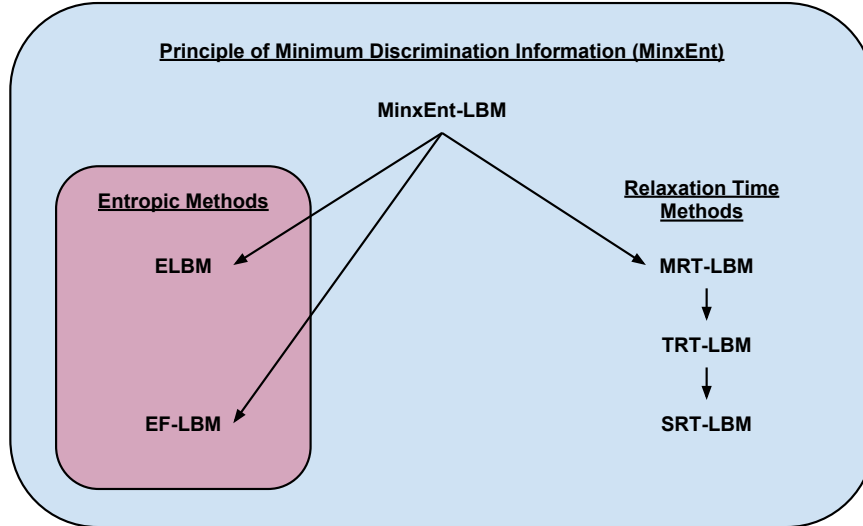 Principle of Minimum Discrimination Information (MinxEnt)
MinxEnt-LBM
Entropic Methods
ELBM
EF-LBM
Relaxation Time
Methods
MRT-LBM
TRT-LBM
SRT-LBM